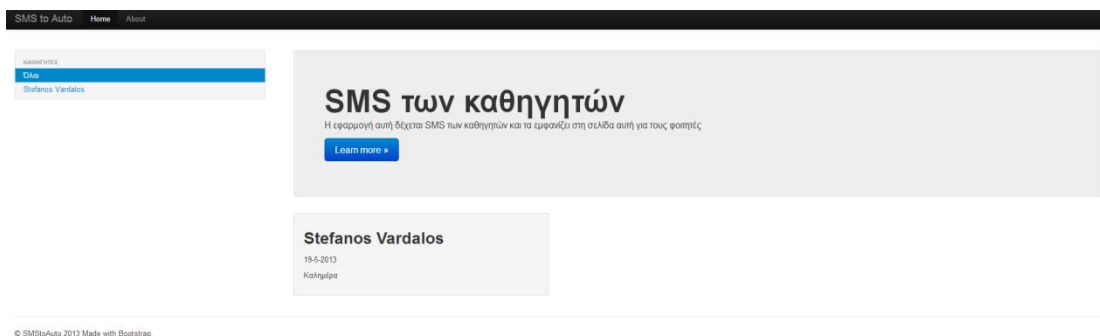 SMS to Auto Home About
ΚΑΘΗΓΗΤΕΣ
Όλοι
Stefanos Vardalos
SMS των καθηγητών
Η εφαρμογή αυτή δέχεται SMS των καθηγητών και τα εμφανίζει στη σελίδα αυτή για τους φοιτητές
Learn more »
Stefanos Vardalos
19-5-2013
Καλημέρα
© SMStoAuto 2013 Made with Bootstrap